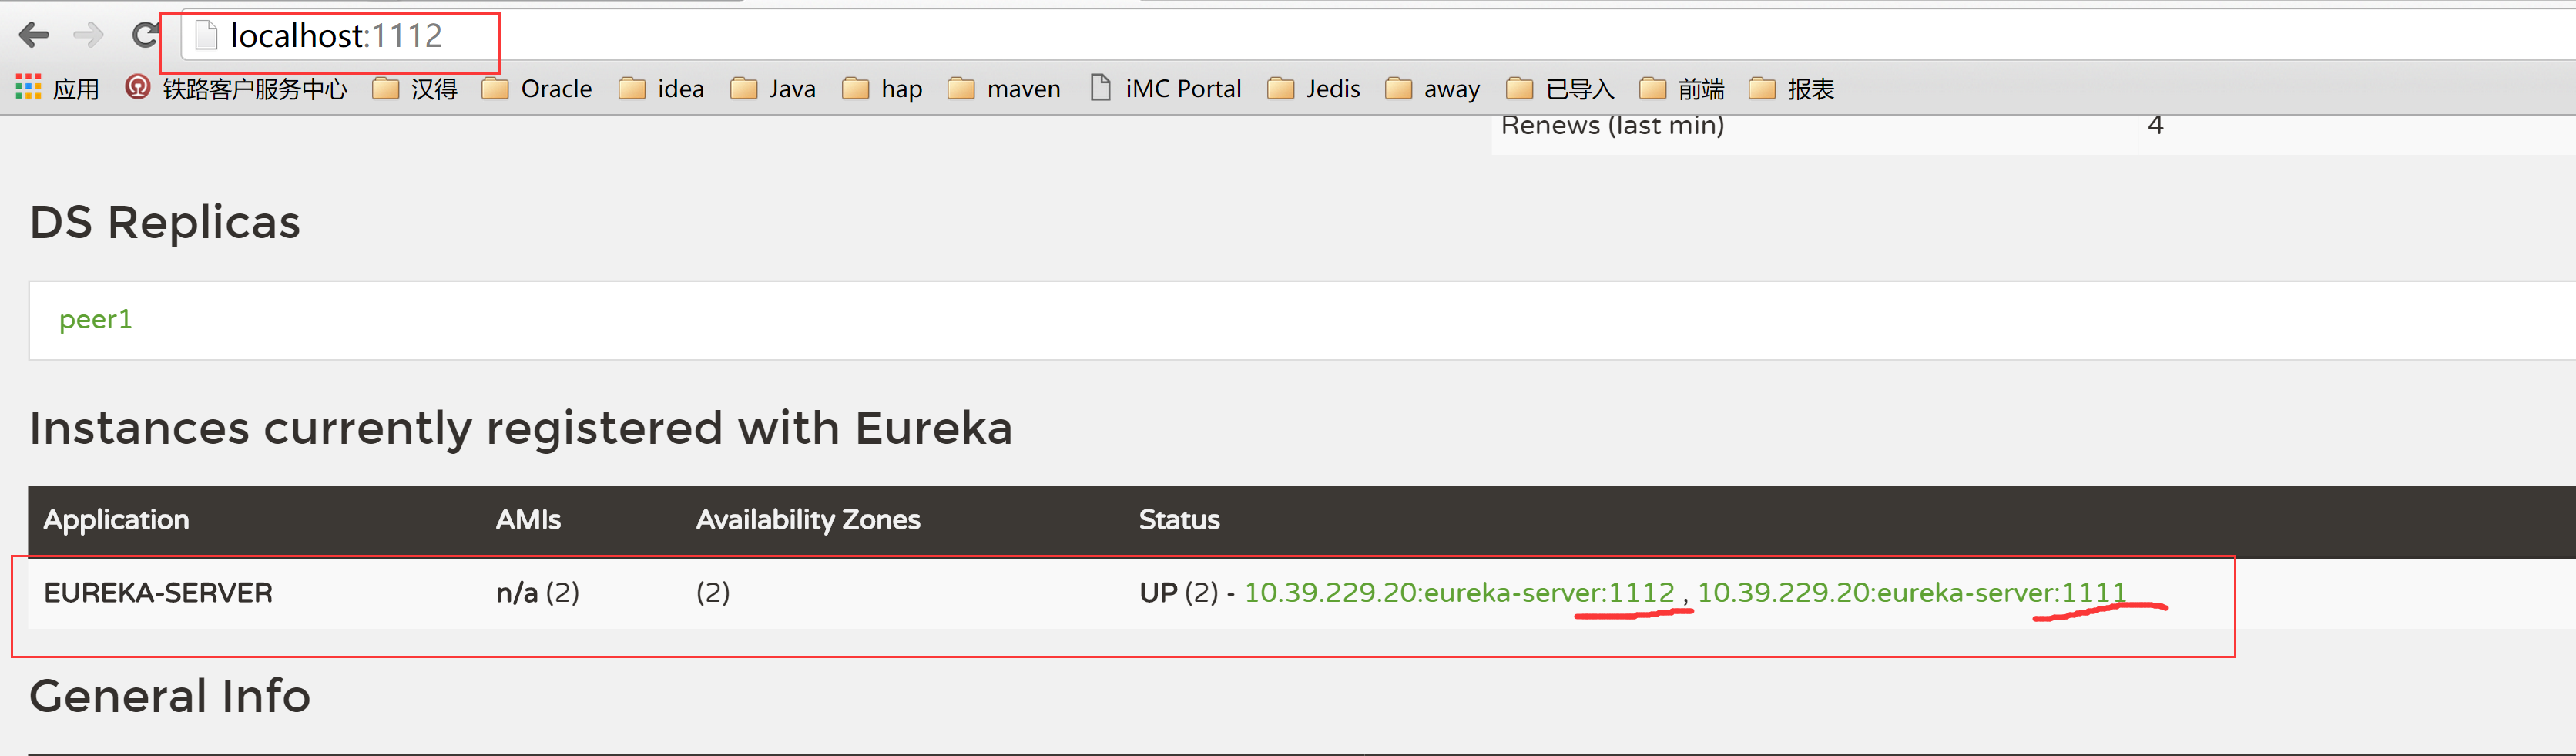 localhost:1112
应用 铁路客户服务中心 汉得 Oracle idea Java hap maven iMC Portal Jedis away 已导入 前端 报表
Renews (last min) 4
DS Replicas
peer1
Instances currently registered with Eureka
Application AMIs Availability Zones Status
EUREKA-SERVER n/a (2) (2) UP (2) - 10.39.229.20:eureka-server:1112 , 10.39.229.20:eureka-server:1111
General Info